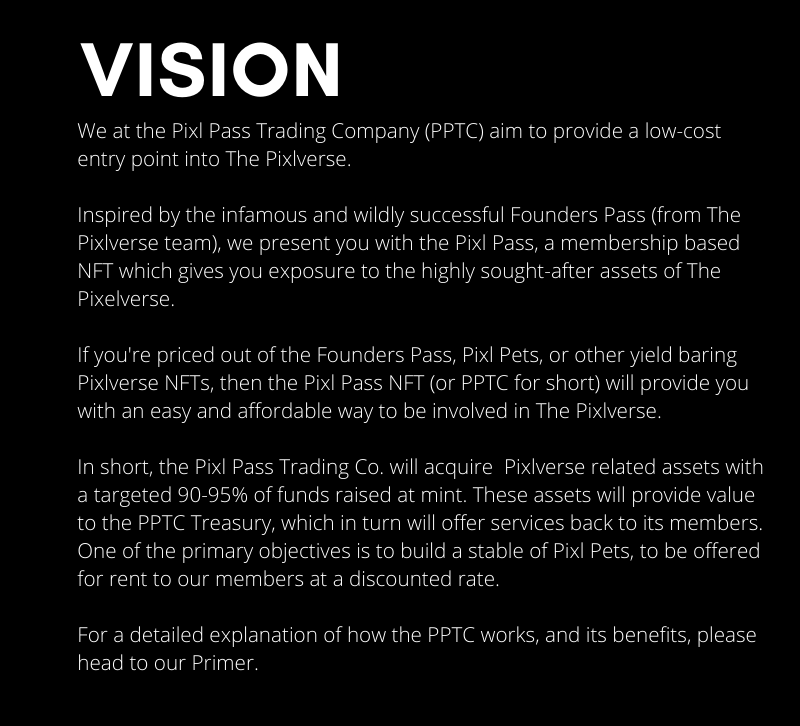 VISION
We at the Pixl Pass Trading Company (PPTC) aim to provide a low-cost
entry point into The Pixlverse.
Inspired by the infamous and wildly successful Founders Pass (from The
Pixlverse team), we present you with the Pixl Pass, a membership based
NFT which gives you exposure to the highly sought-after assets of The
Pixelverse.
If you're priced out of the Founders Pass, Pixl Pets, or other yield baring
Pixlverse NFTs, then the Pixl Pass NFT (or PPTC for short) will provide you
with an easy and affordable way to be involved in The Pixlverse.
In short, the Pixl Pass Trading Co. will acquire  Pixlverse related assets with
a targeted 90-95% of funds raised at mint. These assets will provide value
to the PPTC Treasury, which in turn will offer services back to its members.
One of the primary objectives is to build a stable of Pixl Pets, to be offered
for rent to our members at a discounted rate.
For a detailed explanation of how the PPTC works, and its benefits, please
head to our Primer.